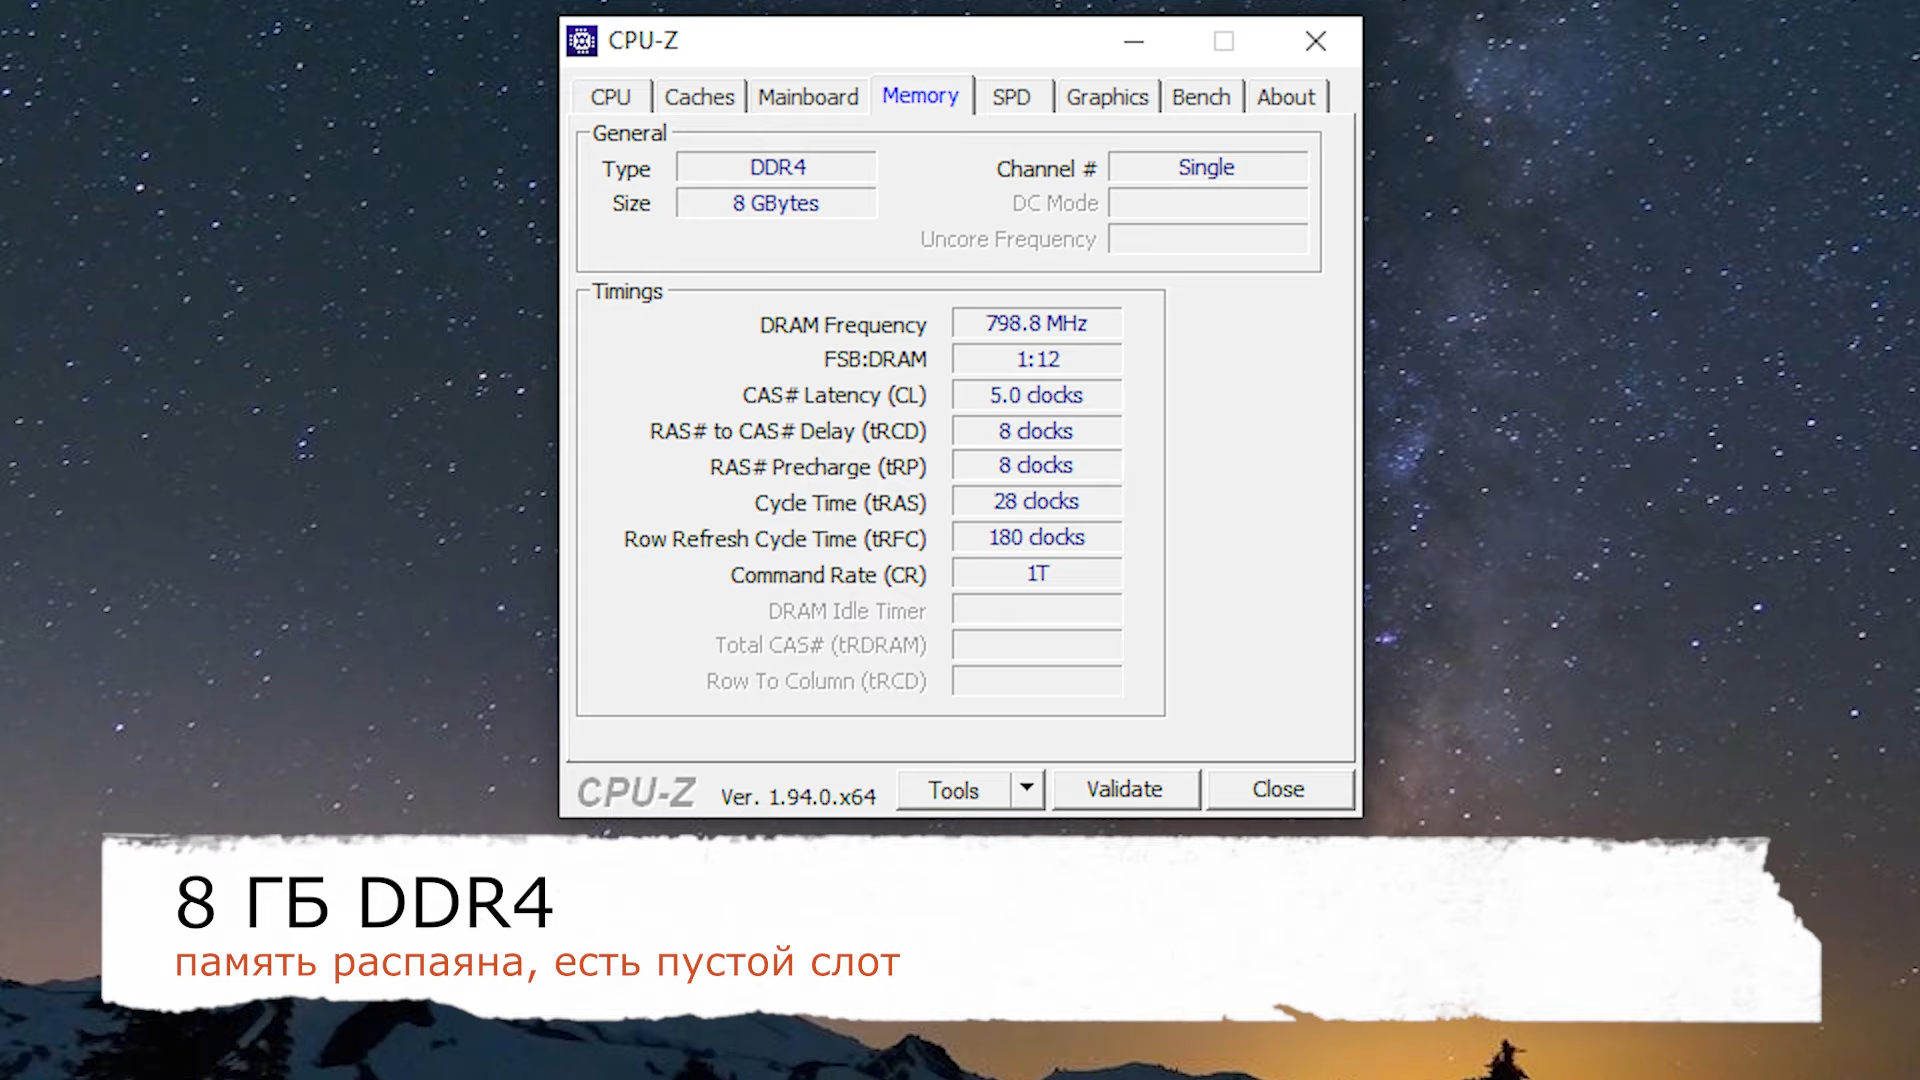 CPU-Z
CPU Caches Mainboard Memory SPD Graphics Bench About
General
Type DDR4 Channel # Single
Size 8 GBytes DC Mode
Uncore Frequency
Timings
DRAM Frequency 798.8 MHz
FSB:DRAM 1:12
CAS# Latency (CL) 5.0 clocks
RAS# to CAS# Delay (tRCD) 8 clocks
RAS# Precharge (tRP) 8 clocks
Cycle Time (tRAS) 28 clocks
Row Refresh Cycle Time (tRFC) 180 clocks
Command Rate (CR) 1T
DRAM Idle Timer
Total CAS# (tRDRAM)
Row To Column (tRCD)
CPU-Z Ver. 1.94.0.x64 Tools Validate Close
8 ГБ DDR4
память распаяна, есть пустой слот